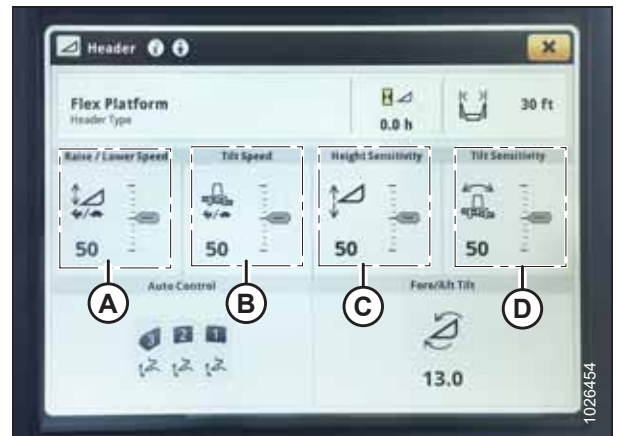 Header
Flex Platform
Header Type
0.0 h
30 ft
Raise / Lower Speed
Tilt Speed
Height Sensitivity
Tilt Sensitivity
50
50
50
50
A
B
C
D
Auto Control
Fore/Aft Tilt
3 2 1
13.0
1026454